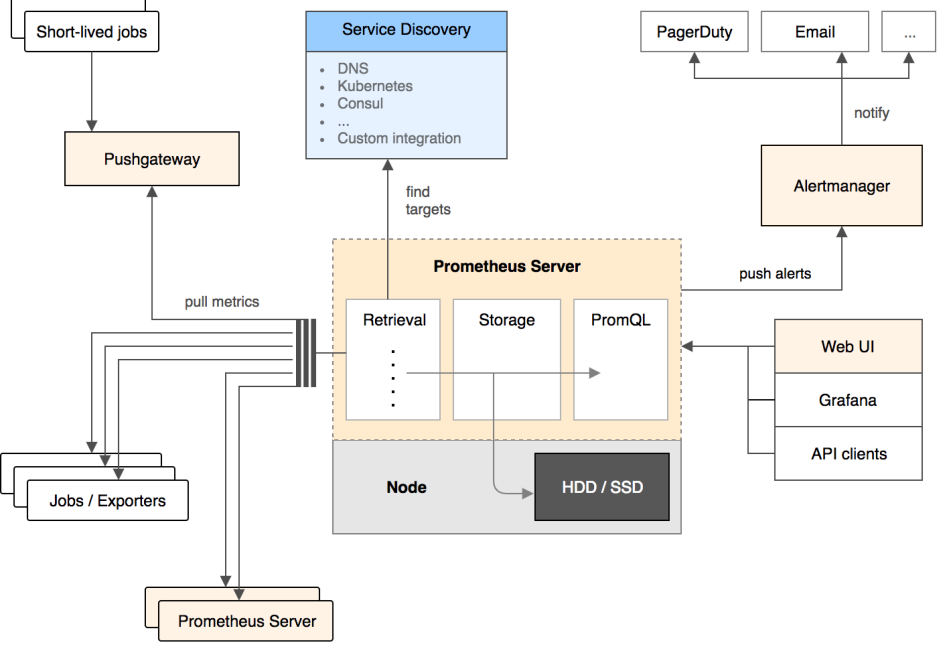 Short-lived jobs
Service Discovery
• DNS
• Kubernetes
• Consul
• ...
• Custom integration
PagerDuty
Email
...
notify
Pushgateway
Alertmanager
find
targets
Prometheus Server
push alerts
pull metrics
Retrieval
Storage
PromQL
Web UI
Grafana
API clients
Node
HDD / SSD
Jobs / Exporters
Prometheus Server